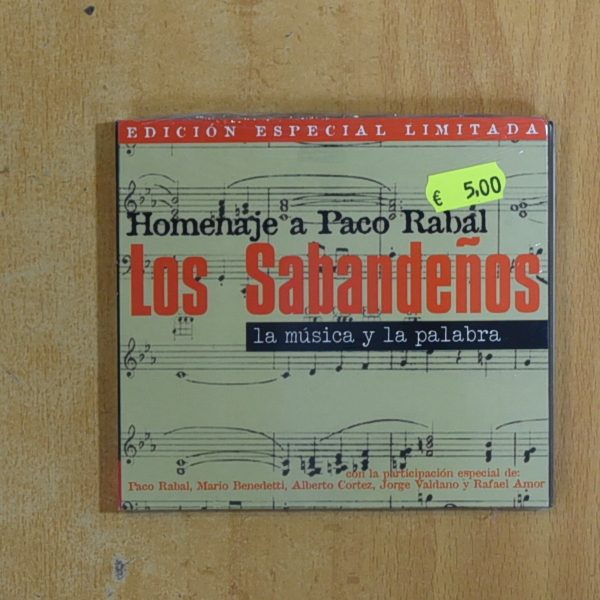 EDICIÓN ESPECIAL LIMITADA
€ 5,00
Homenaje a Paco Rabal
Los Sabandeños
la música y la palabra
con la participación especial de:
Paco Rabal, Mario Benedetti, Alberto Cortez, Jorge Valdano y Rafael Amor